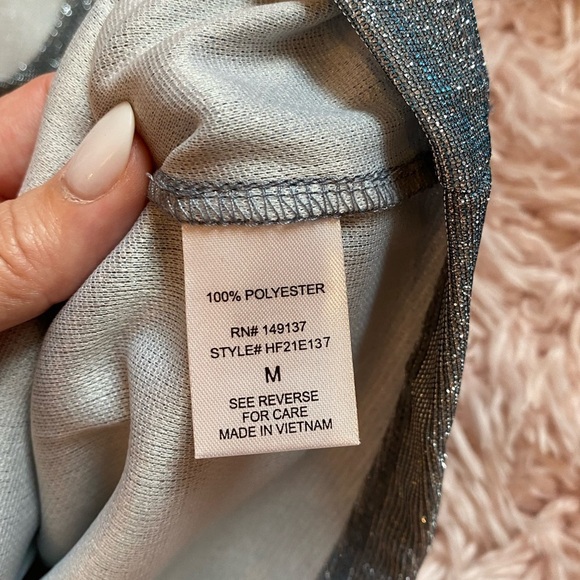 100% POLYESTER
RN# 149137
STYLE# HF21E137
M
SEE REVERSE
FOR CARE
MADE IN VIETNAM